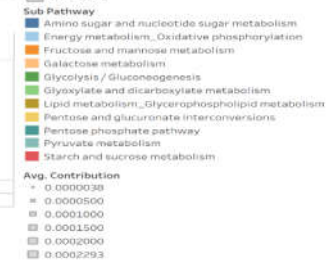 Sub Pathway
Amino sugar and nucleotide sugar metabolism
Energy metabolism_Oxidative phosphorylation
Fructose and mannose metabolism
Galactose metabolism
Glycolysis / Gluconeogenesis
Glyoxylate and dicarboxylate metabolism
Lipid metabolism_Glycerophospholipid metabolism
Pentose and glucuronate interconversions
Pentose phosphate pathway
Pyruvate metabolism
Starch and sucrose metabolism
Avg. Contribution
0.0000038
0.0000500
0.0001000
0.0001500
0.0002000
0.0002293